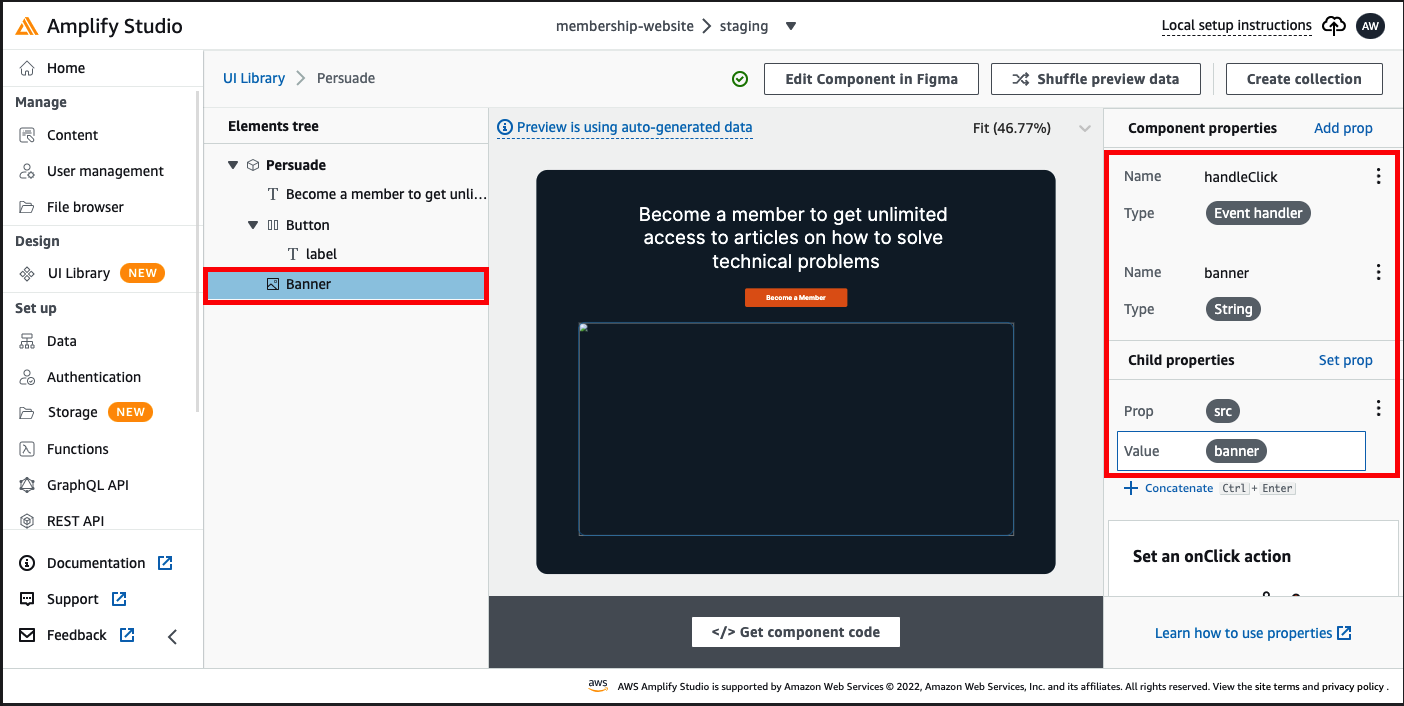 Amplify Studio
membership-website > staging
Local setup instructions
AW
Home
Manage
Content
User management
File browser
Design
UI Library NEW
Set up
Data
Authentication
Storage NEW
Functions
GraphQL API
REST API
Documentation
Support
Feedback
UI Library > Persuade
Edit Component in Figma
Shuffle preview data
Create collection
Elements tree
Persuade
Become a member to get unli...
Button
label
Banner
Preview is using auto-generated data
Fit (46.77%)
Become a member to get unlimited
access to articles on how to solve
technical problems
Become a Member
</> Get component code
Component properties Add prop
Name handleClick
Type Event handler
Name banner
Type String
Child properties Set prop
Prop src
Value banner
+ Concatenate Ctrl + Enter
Set an onClick action
Learn how to use properties
aws AWS Amplify Studio is supported by Amazon Web Services © 2022, Amazon Web Services, Inc. and its affiliates. All rights reserved. View the site terms and privacy policy .